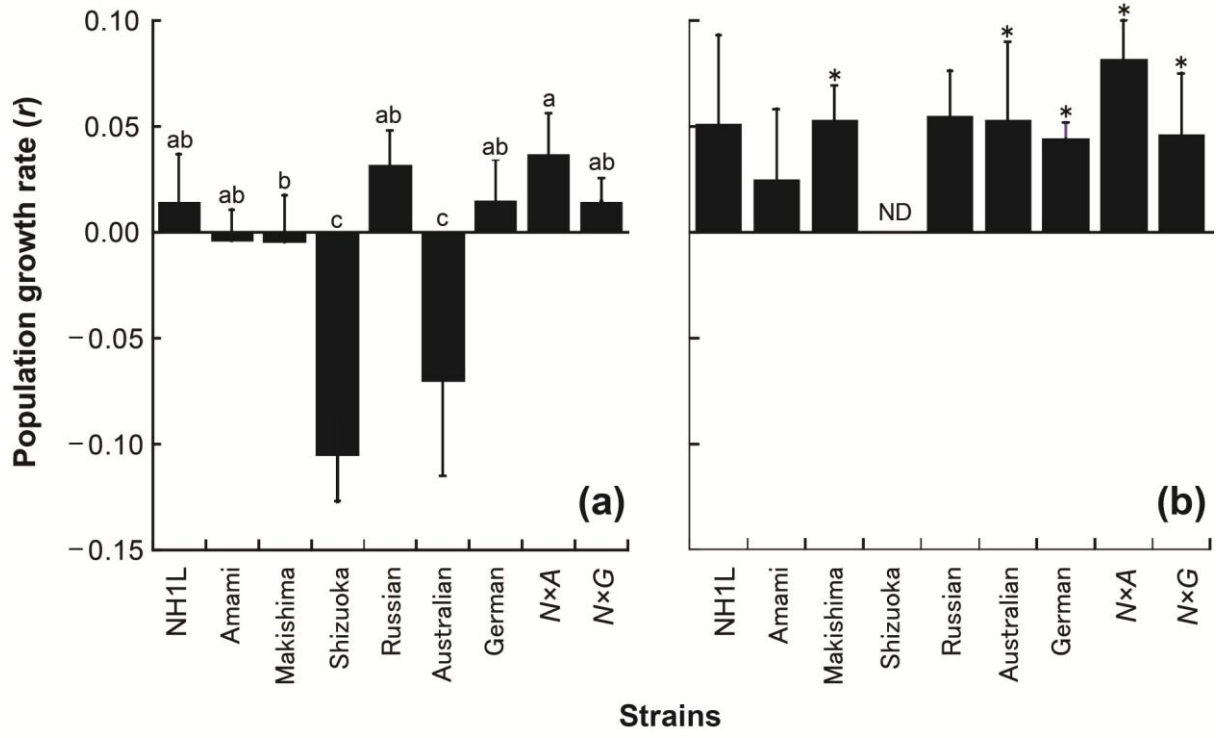 Population growth rate (r)
0.10
0.05
0.00
−0.05
−0.10
−0.15
ab
ab
b
c
ab
c
ab
a
ab
(a)
NH1L
Amami
Makishima
Shizuoka
Russian
Australian
German
N×A
N×G
*
ND
*
*
*
*
(b)
NH1L
Amami
Makishima
Shizuoka
Russian
Australian
German
N×A
N×G
Strains